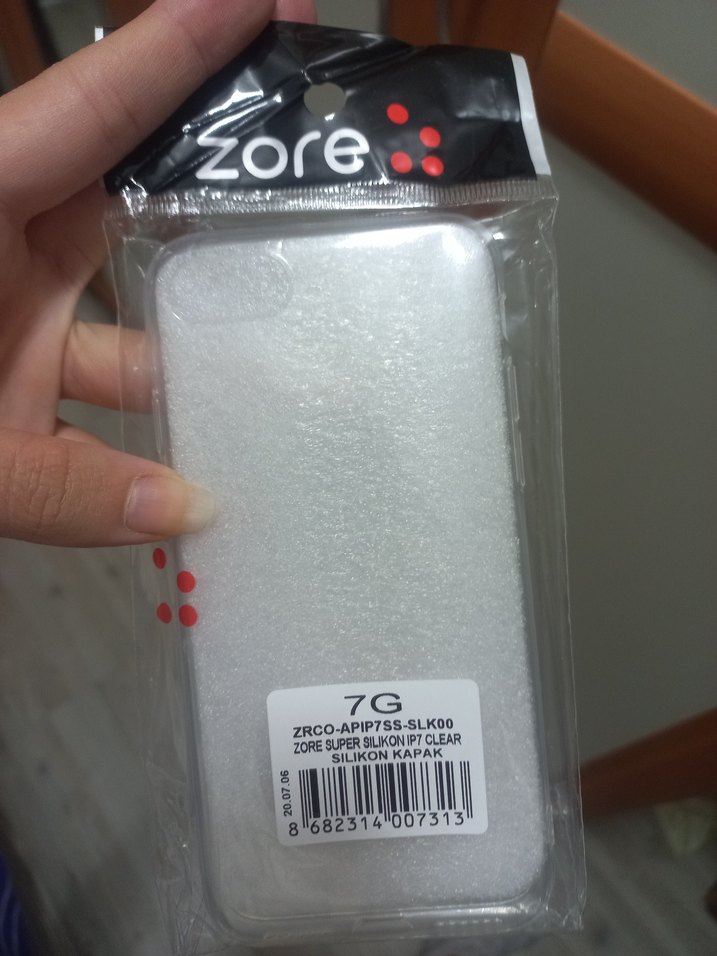 zore
7G
ZRCO-APIP7SS-SLK00
ZORE SUPER SILIKON IP7 CLEAR
SILIKON KAPAK
20.07.06
8 682314 007313